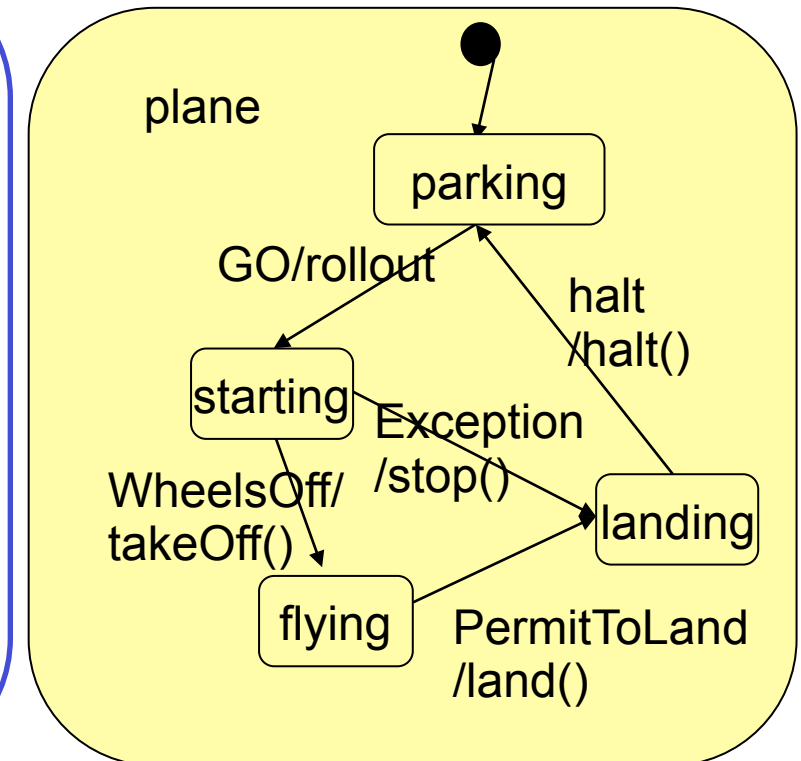 plane
parking
GO/rollout
halt
/halt()
starting
Exception
/stop()
WheelsOff/
takeOff()
landing
flying
PermitToLand
/land()